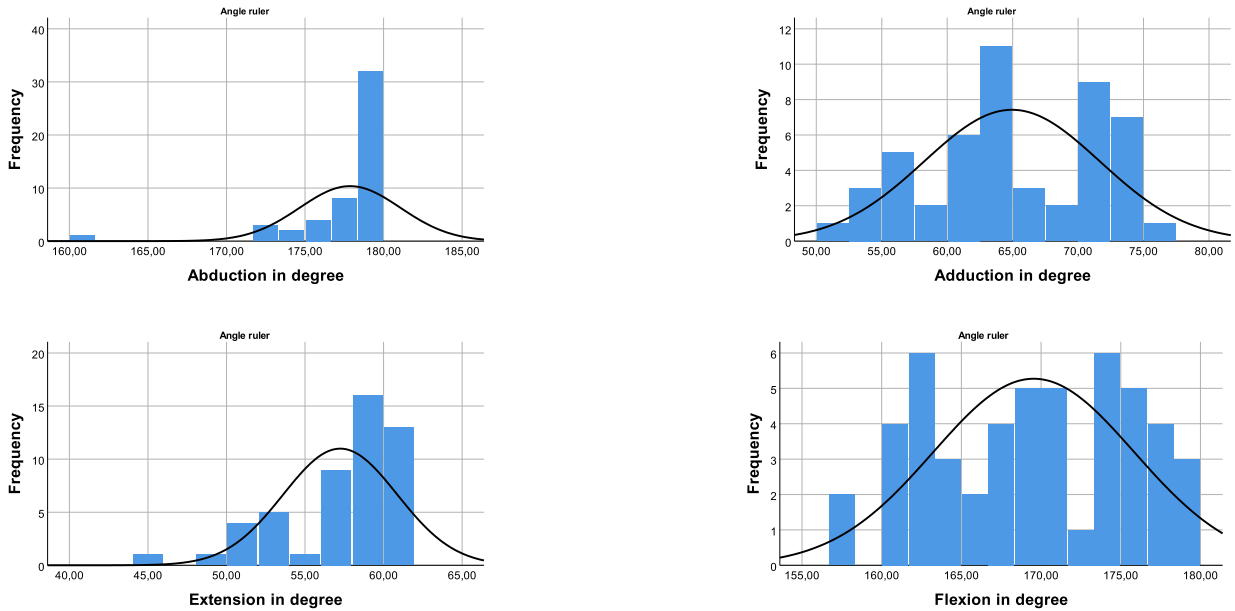 Angle ruler
40
30
20
10
0
Frequency
160,00 165,00 170,00 175,00 180,00 185,00
Abduction in degree
Angle ruler
12
10
8
6
4
2
0
Frequency
50,00 55,00 60,00 65,00 70,00 75,00 80,00
Adduction in degree
Angle ruler
20
15
10
5
0
Frequency
40,00 45,00 50,00 55,00 60,00 65,00
Extension in degree
Angle ruler
6
5
4
3
2
1
0
Frequency
155,00 160,00 165,00 170,00 175,00 180,00
Flexion in degree